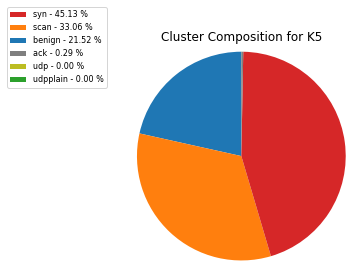 syn - 45.13 %
scan - 33.06 %
benign - 21.52 %
ack - 0.29 %
udp - 0.00 %
udpplain - 0.00 %
Cluster Composition for K5